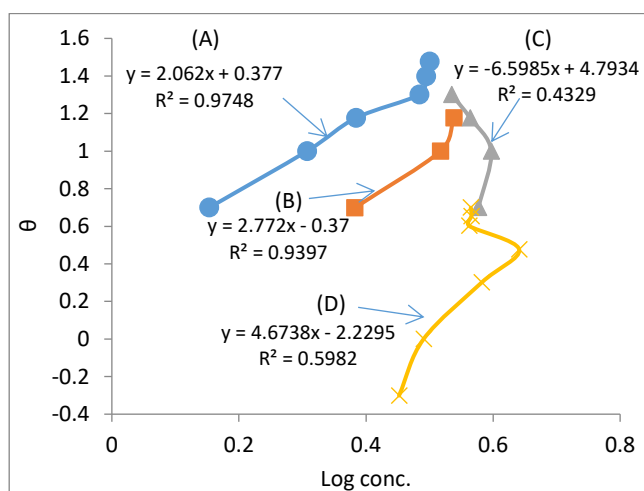 1.6
1.4
1.2
1
0.8
0.6
0.4
0.2
0
-0.2
-0.4
θ
(A)
y = 2.062x + 0.377
R² = 0.9748
(C)
y = -6.5985x + 4.7934
R² = 0.4329
(B)
y = 2.772x - 0.37
R² = 0.9397
(D)
y = 4.6738x - 2.2295
R² = 0.5982
0 0.2 0.4 0.6 0.8
Log conc.